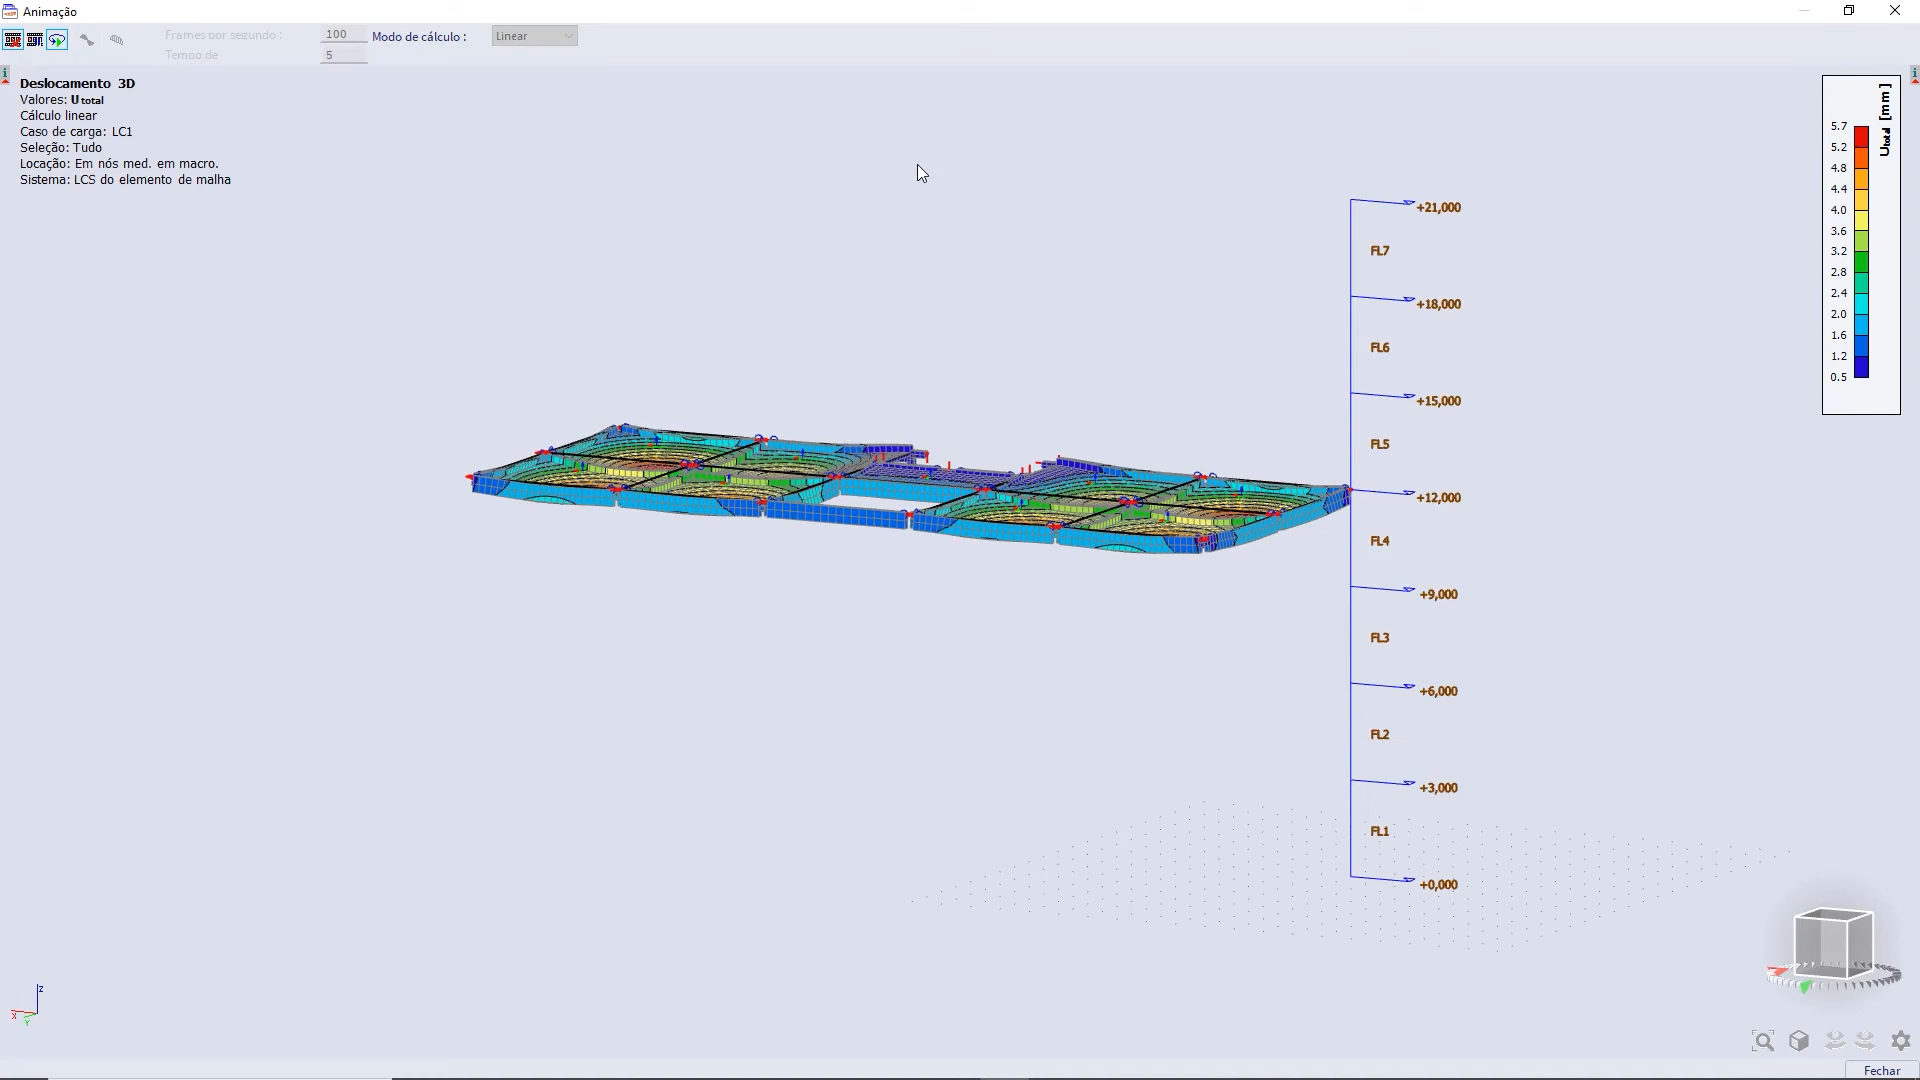 Animação
Frames por segundo :
100
Modo de cálculo :
Linear
Tempo de
5
Deslocamento 3D
Valores: U total
Cálculo linear
Caso de carga: LC1
Seleção: Tudo
Locação: Em nós med. em macro.
Sistema: LCS do elemento de malha
Utotal [mm]
5.7
5.2
4.8
4.4
4.0
3.6
3.2
2.8
2.4
2.0
1.6
1.2
0.5
+21,000
FL7
+18,000
FL6
+15,000
FL5
+12,000
FL4
+9,000
FL3
+6,000
FL2
+3,000
FL1
+0,000
z
x
Y
Fechar